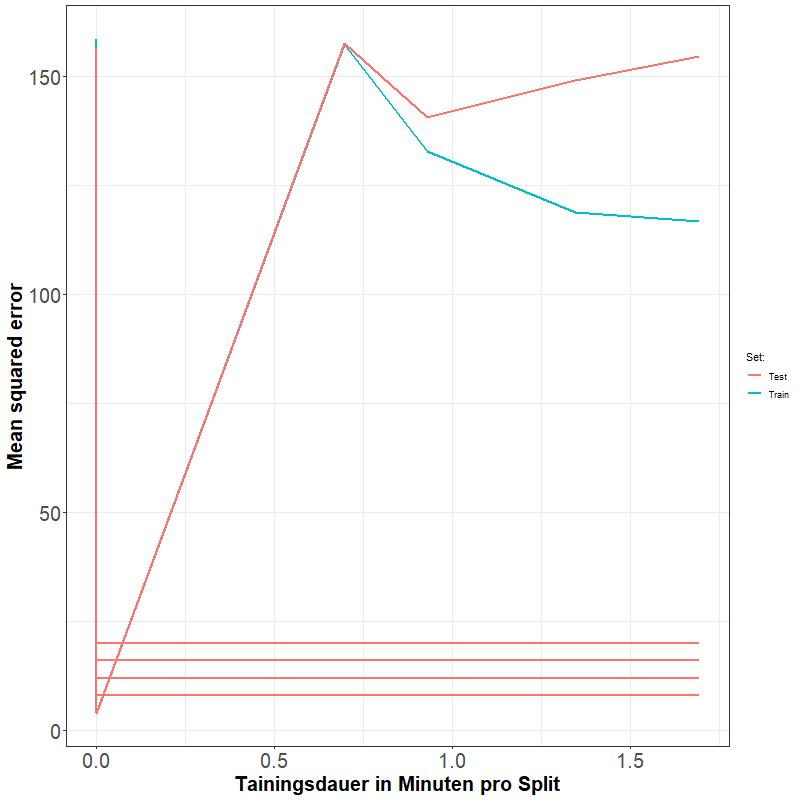 Mean squared error
150
100
50
0
0.0 0.5 1.0 1.5
Tainingsdauer in Minuten pro Split
Set:
Test
Train